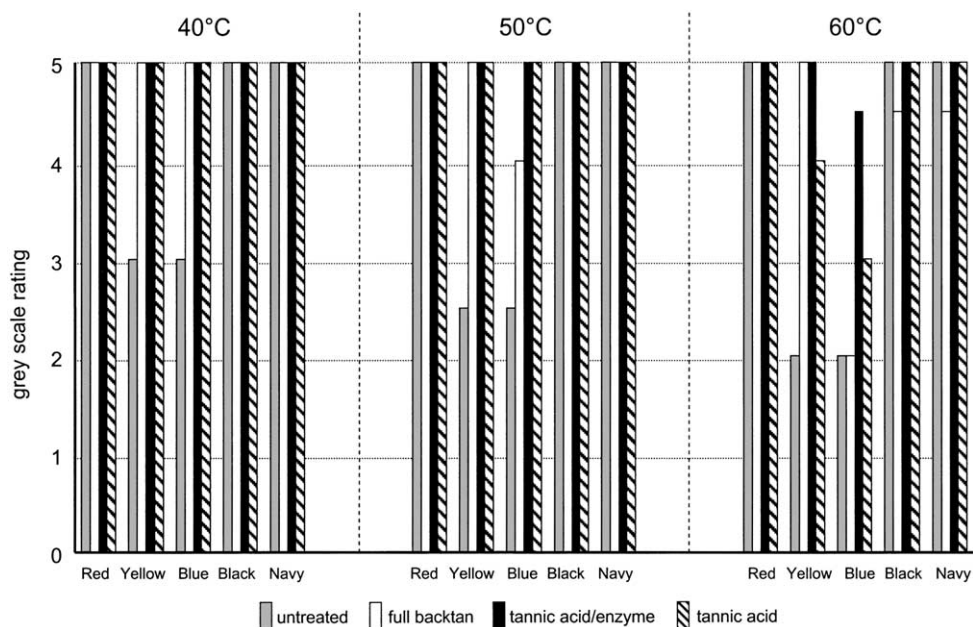 40°C 50°C 60°C
5
4
3
2
1
0
grey scale rating
Red Yellow Blue Black Navy Red Yellow Blue Black Navy Red Yellow Blue Black Navy
untreated full backtan tannic acid/enzyme tannic acid